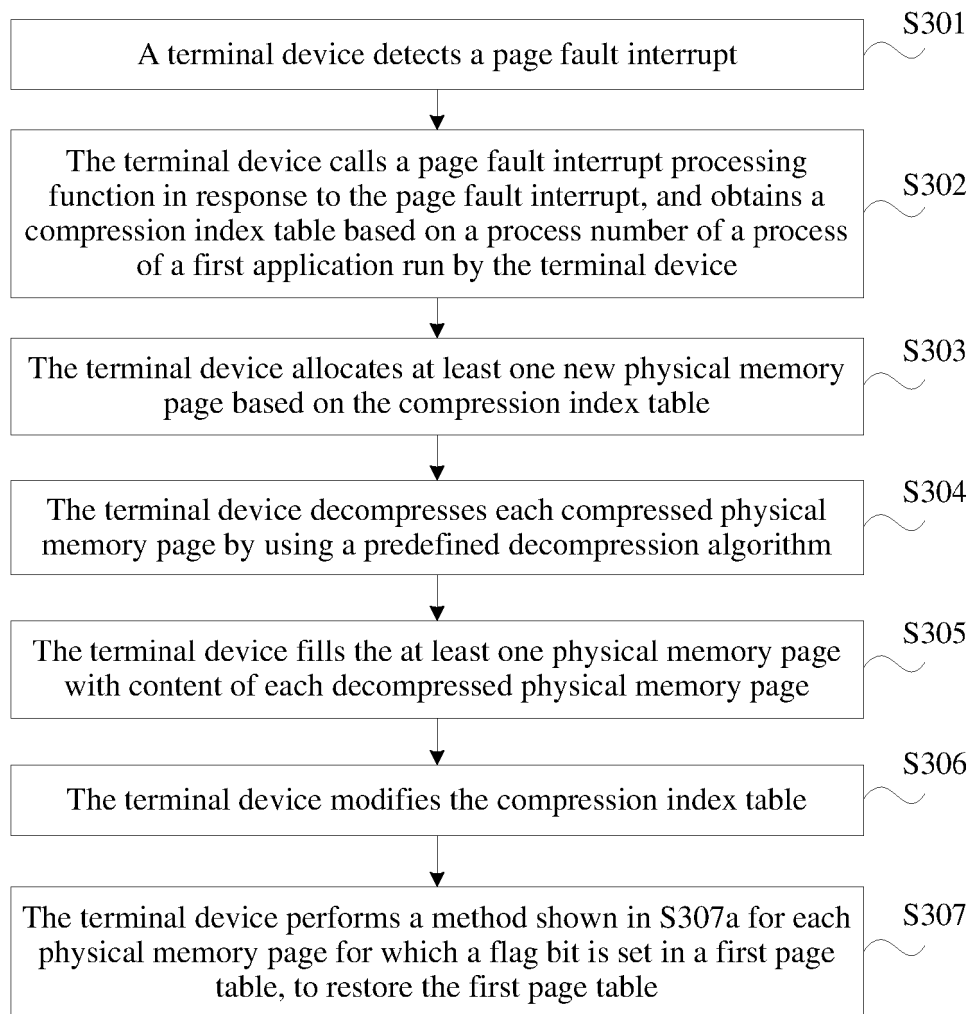 S301
A terminal device detects a page fault interrupt
The terminal device calls a page fault interrupt processing
function in response to the page fault interrupt, and obtains a
compression index table based on a process number of a process
of a first application run by the terminal device
S302
The terminal device allocates at least one new physical memory
page based on the compression index table
S303
The terminal device decompresses each compressed physical
memory page by using a predefined decompression algorithm
S304
The terminal device fills the at least one physical memory page
with content of each decompressed physical memory page
S305
The terminal device modifies the compression index table
S306
The terminal device performs a method shown in S307a for each
physical memory page for which a flag bit is set in a first page
table, to restore the first page table
S307